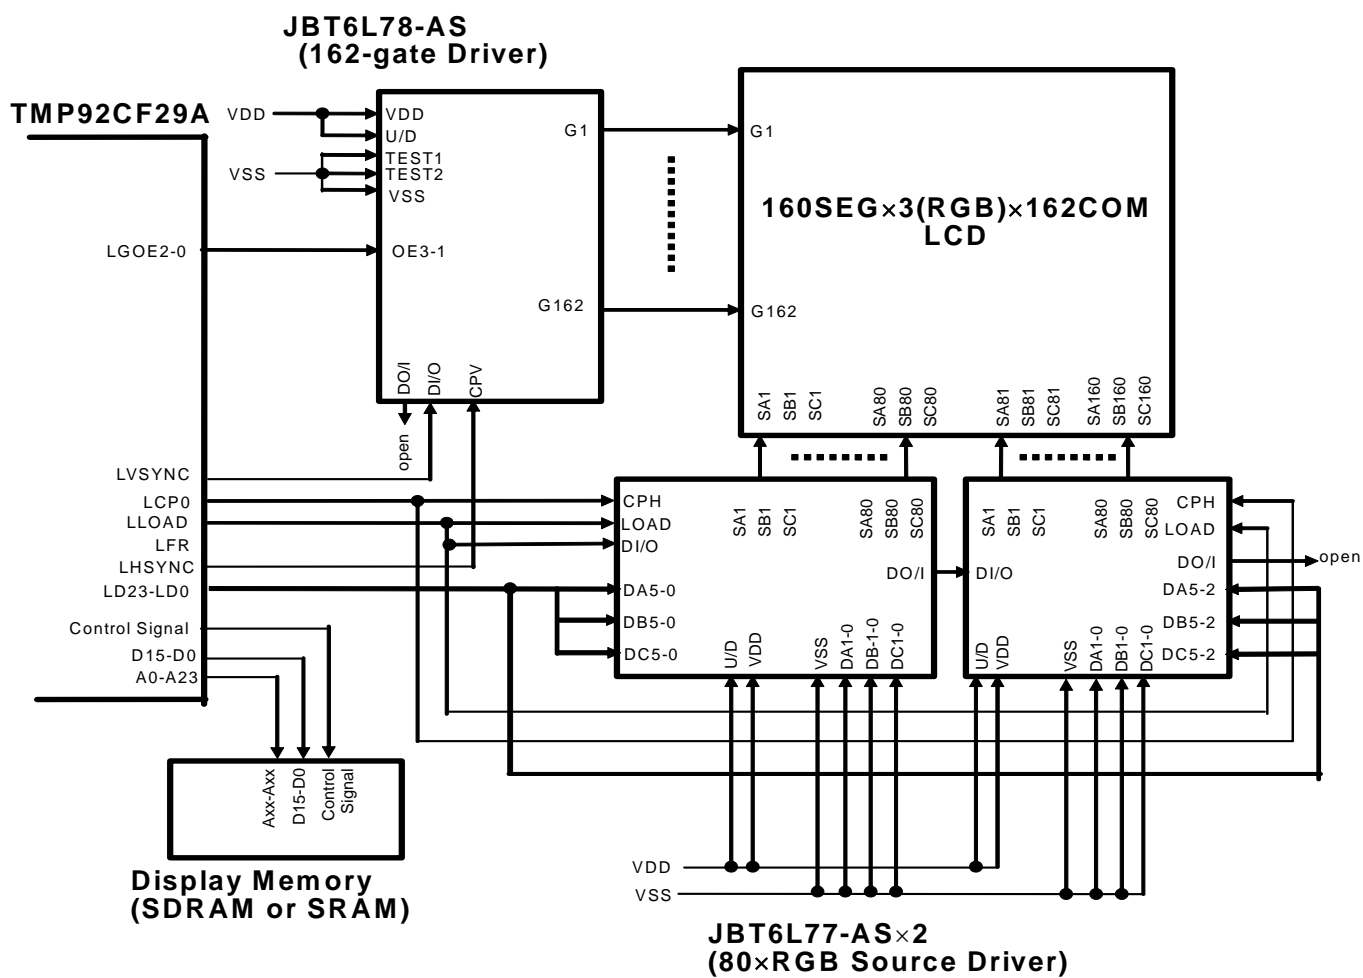 JBT6L78-AS
(162-gate Driver)
TMP92CF29A
VDD
VDD
U/D
TEST1
VSS
TEST2
VSS
G1
G1
160SEG×3(RGB)×162COM
LCD
LGOE2-0
OE3-1
G162
G162
DO/I
DI/O
CPV
open
SA1
SB1
SC1
SA80
SB80
SC80
SA81
SB81
SC81
SA160
SB160
SC160
LVSYNC
LCP0
LLOAD
LFR
LHSYNC
LD23-LD0
Control Signal
D15-D0
A0-A23
CPH
LOAD
DI/O
DA5-0
DB5-0
DC5-0
SA1
SB1
SC1
SA80
SB80
SC80
DO/I
U/D
VDD
VSS
DA1-0
DB-1-0
DC1-0
DI/O
SA1
SB1
SC1
SA80
SB80
SC80
CPH
LOAD
DO/I
open
DA5-2
DB5-2
DC5-2
U/D
VDD
VSS
DA1-0
DB1-0
DC1-0
Axx-Axx
D15-D0
Control
Signal
Display Memory
(SDRAM or SRAM)
VDD
VSS
JBT6L77-AS×2
(80×RGB Source Driver)